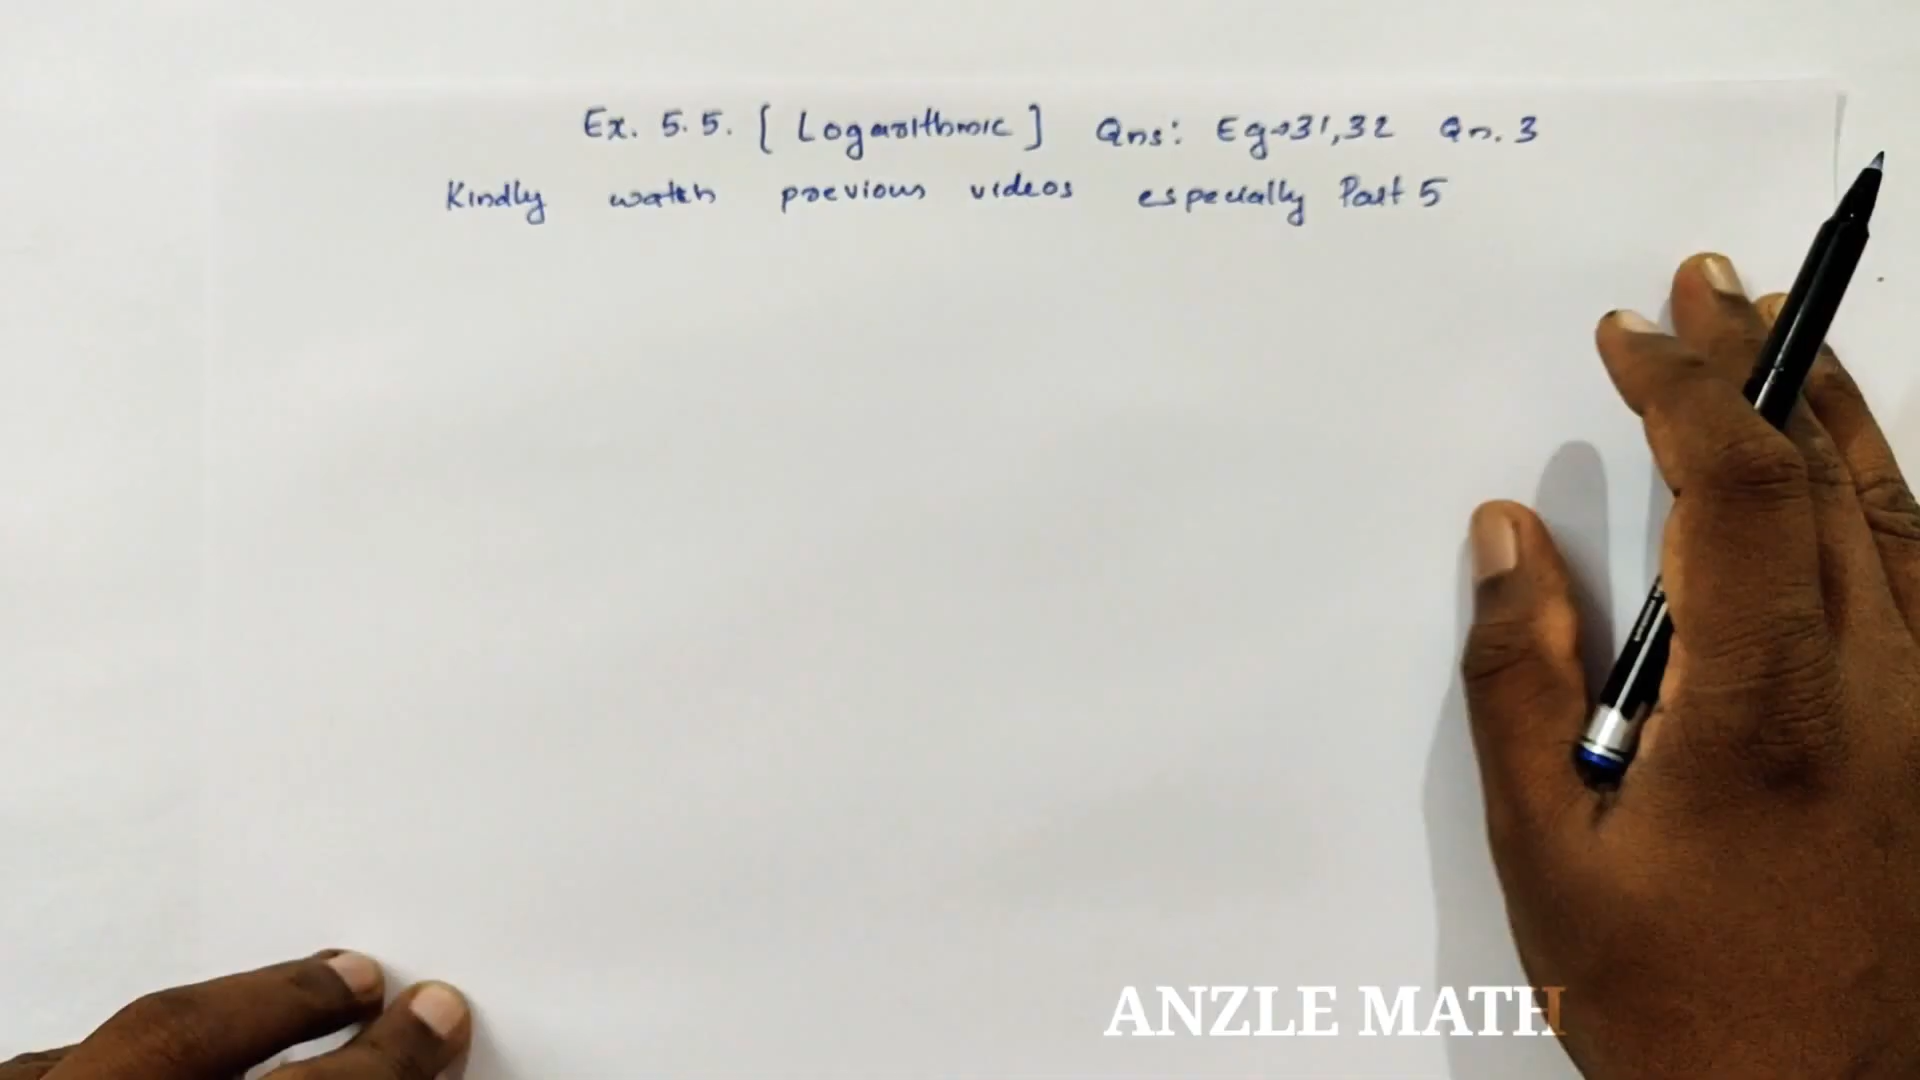 Ex. 5.5. [ Logarithmic ] Qns: Eg→31,32 Qn. 3
Kindly watch previous videos especially Part 5
ANZLE MATH